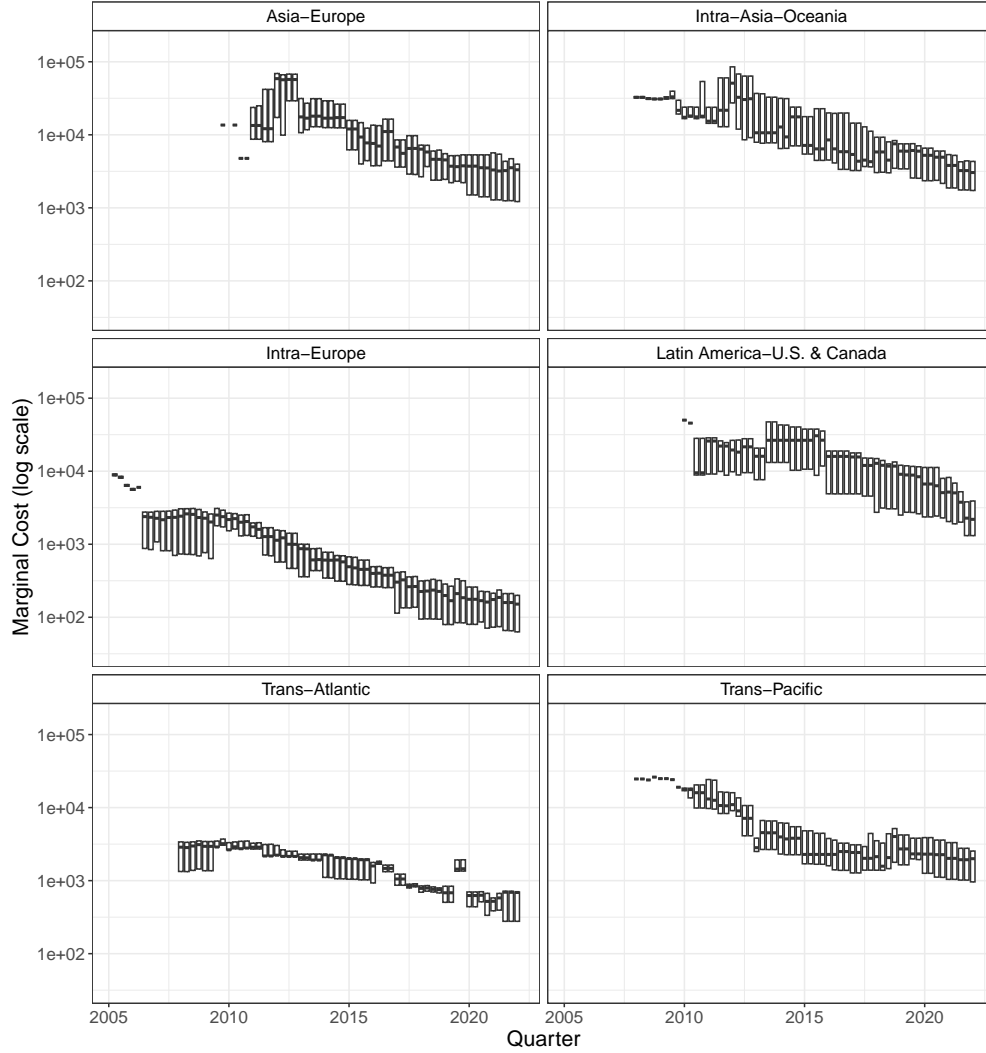 Asia−Europe
Intra−Asia−Oceania
1e+05
1e+04
1e+03
1e+02
Intra−Europe
Latin America−U.S. & Canada
1e+05
1e+04
1e+03
1e+02
Marginal Cost (log scale)
Trans−Atlantic
Trans−Pacific
1e+05
1e+04
1e+03
1e+02
2005 2010 2015 2020 2005 2010 2015 2020
Quarter